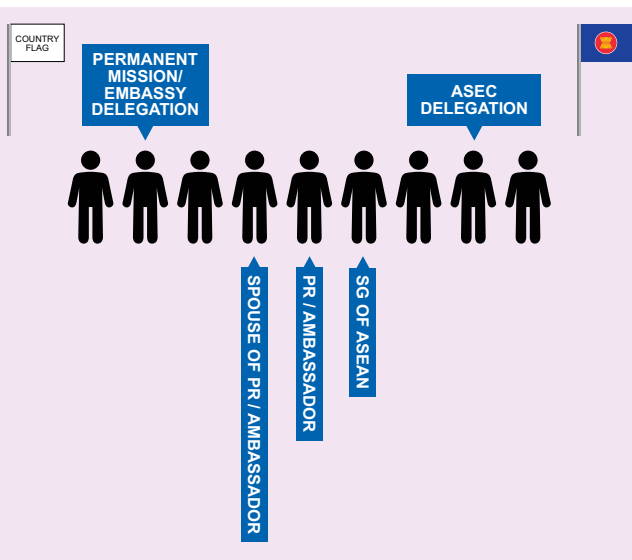 COUNTRY
FLAG
PERMANENT
MISSION/
EMBASSY
DELEGATION
ASEC
DELEGATION
SPOUSE OF PR / AMBASSADOR
PR / AMBASSADOR
SG OF ASEAN